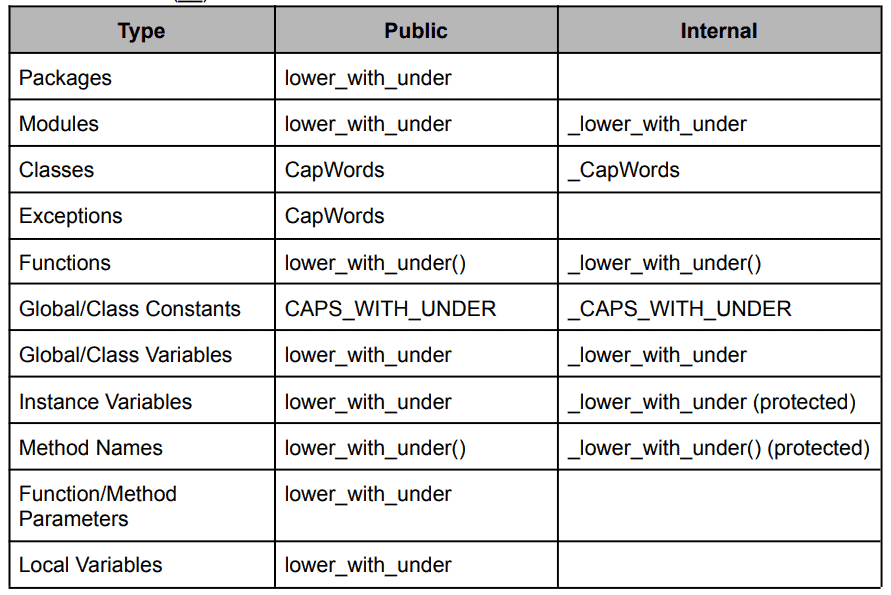 Type Public Internal
Packages lower_with_under
Modules lower_with_under _lower_with_under
Classes CapWords _CapWords
Exceptions CapWords
Functions lower_with_under() _lower_with_under()
Global/Class Constants CAPS_WITH_UNDER _CAPS_WITH_UNDER
Global/Class Variables lower_with_under _lower_with_under
Instance Variables lower_with_under _lower_with_under (protected)
Method Names lower_with_under() _lower_with_under() (protected)
Function/Method lower_with_under
Parameters
Local Variables lower_with_under